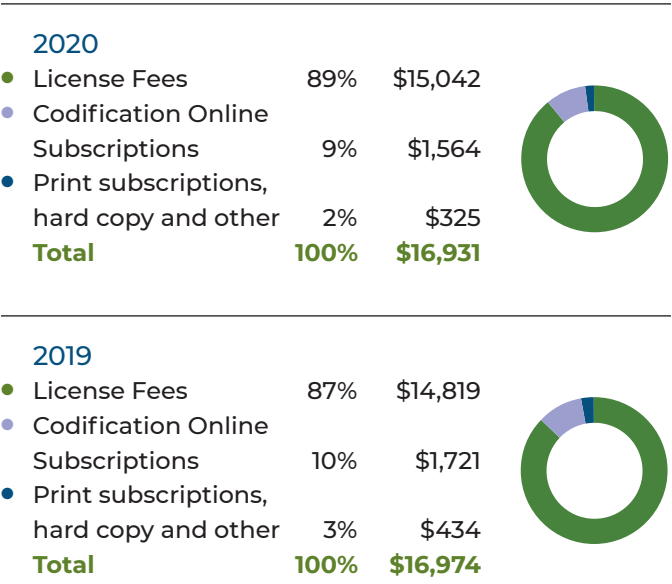 2020
License Fees 89% $15,042
Codification Online
Subscriptions 9% $1,564
Print subscriptions,
hard copy and other 2% $325
Total 100% $16,931
2019
License Fees 87% $14,819
Codification Online
Subscriptions 10% $1,721
Print subscriptions,
hard copy and other 3% $434
Total 100% $16,974